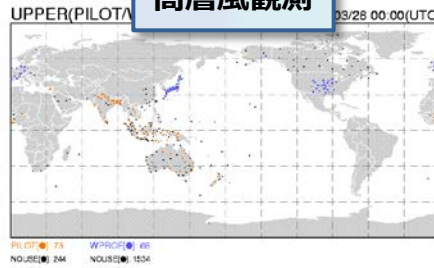 高層風観測
UPPER(PILOT/W 03/28 00:00(UTC
PILOT[●] 73 WPROF[●] 68
NOUSE[●] 244 NOUSE[●] 1534